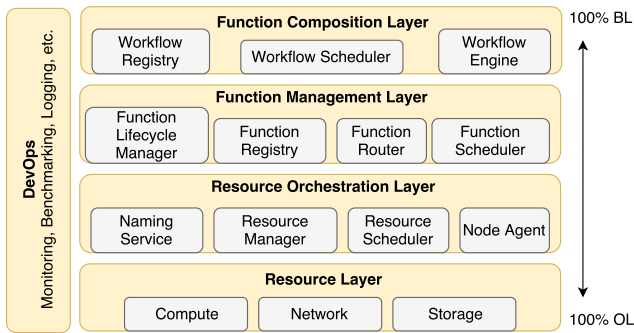 DevOps
Monitoring, Benchmarking, Logging, etc.
Function Composition Layer
Workflow
Registry
Workflow Scheduler
Workflow
Engine
Function Management Layer
Function
Lifecycle
Manager
Function
Registry
Function
Router
Function
Scheduler
Resource Orchestration Layer
Naming
Service
Resource
Manager
Resource
Scheduler
Node Agent
Resource Layer
Compute
Network
Storage
100% BL
100% OL